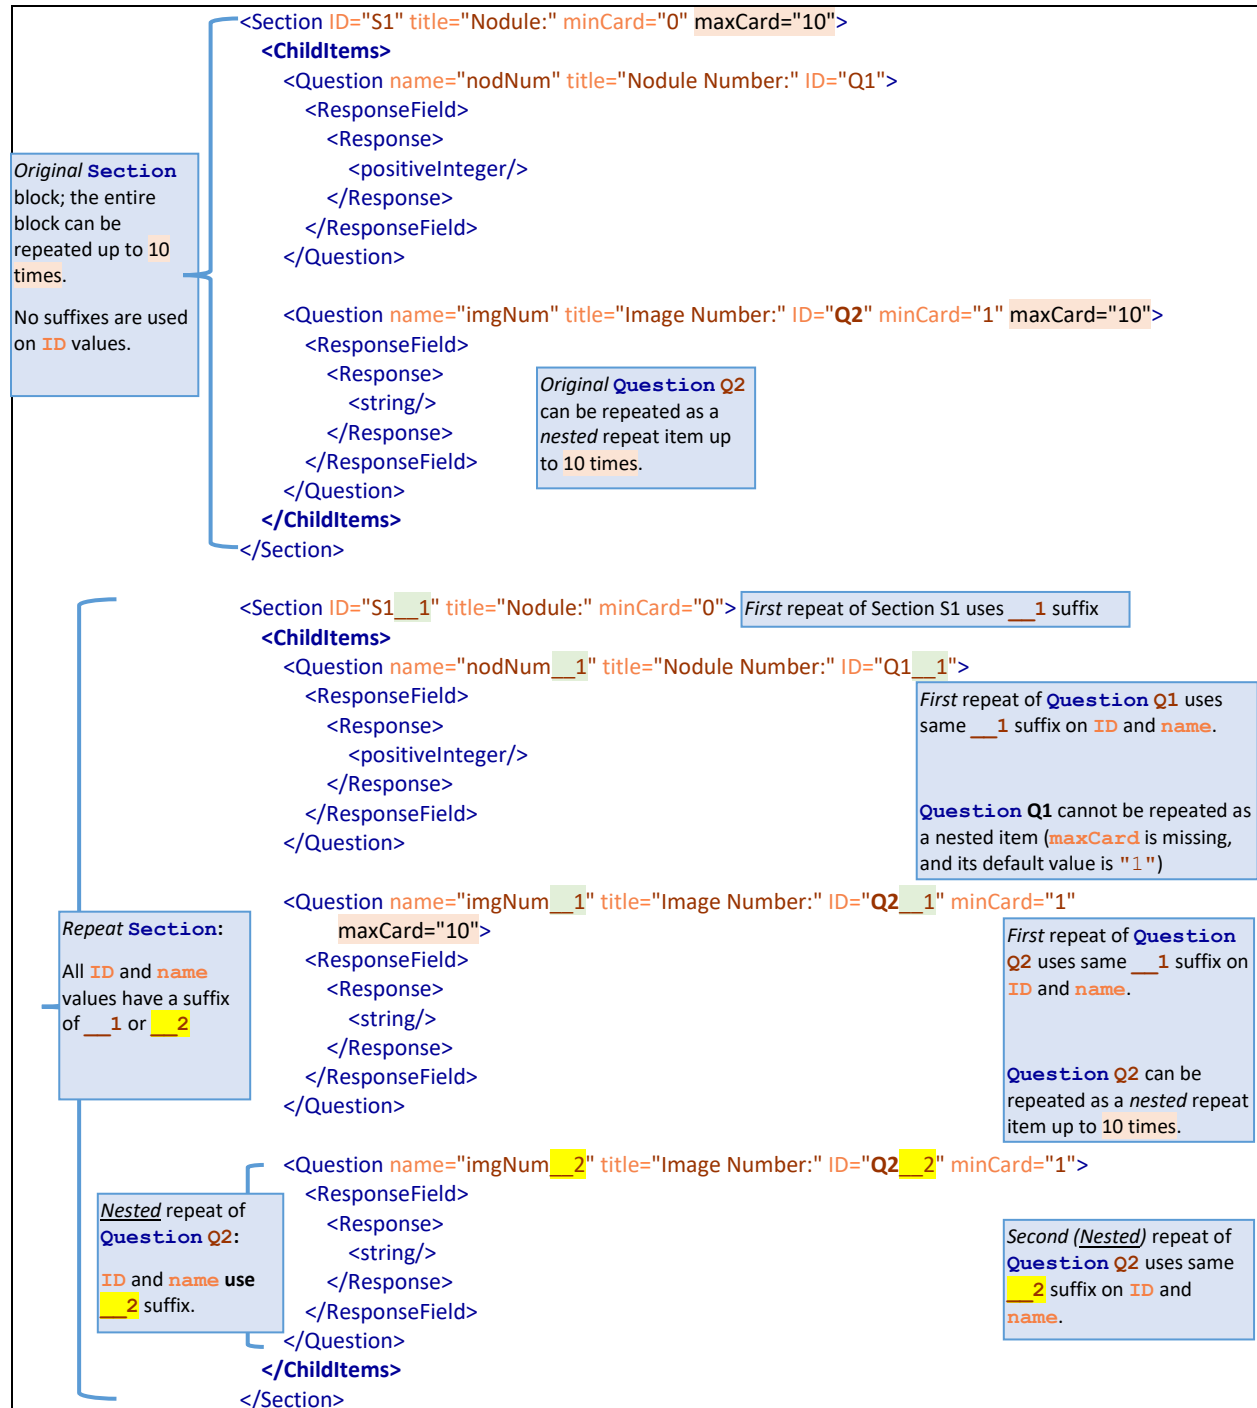 <Section ID="S1" title="Nodule:" minCard="0" maxCard="10">
<ChildItems>
<Question name="nodNum" title="Nodule Number:" ID="Q1">
<ResponseField>
<Response>
<positiveInteger/>
</Response>
</ResponseField>
</Question>
Original Section
block; the entire
block can be
repeated up to 10
times.
No suffixes are used
on ID values.
<Question name="imgNum" title="Image Number:" ID="Q2" minCard="1" maxCard="10">
<ResponseField>
<Response>
<string/>
</Response>
</ResponseField>
</Question>
</ChildItems>
</Section>
Original Question Q2
can be repeated as a
nested repeat item up
to 10 times.
<Section ID="S1__1" title="Nodule:" minCard="0">
First repeat of Section S1 uses __1 suffix
<ChildItems>
<Question name="nodNum__1" title="Nodule Number:" ID="Q1__1">
<ResponseField>
<Response>
<positiveInteger/>
</Response>
</ResponseField>
</Question>
First repeat of Question Q1 uses
same __1 suffix on ID and name.
Question Q1 cannot be repeated as
a nested item (maxCard is missing,
and its default value is "1")
<Question name="imgNum__1" title="Image Number:" ID="Q2__1" minCard="1"
maxCard="10">
<ResponseField>
<Response>
<string/>
</Response>
</ResponseField>
</Question>
Repeat Section:
All ID and name
values have a suffix
of __1 or __2
First repeat of Question
Q2 uses same __1 suffix on
ID and name.
Question Q2 can be
repeated as a nested repeat
item up to 10 times.
<Question name="imgNum__2" title="Image Number:" ID="Q2__2" minCard="1">
<ResponseField>
<Response>
<string/>
</Response>
</ResponseField>
</Question>
</ChildItems>
</Section>
Nested repeat of
Question Q2:
ID and name use
__2 suffix.
Second (Nested) repeat of
Question Q2 uses same
__2 suffix on ID and
name.